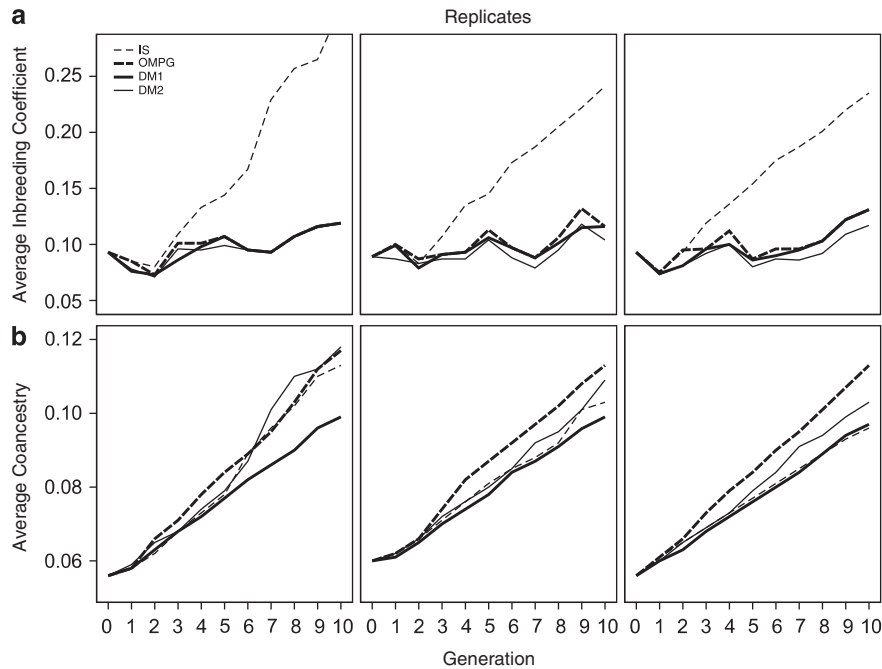 a
Replicates
IS
OMPG
DM1
DM2
Average Inbreeding Coefficient
0.25
0.20
0.15
0.10
0.05
b
Average Coancestry
0.12
0.10
0.08
0.06
0 1 2 3 4 5 6 7 8 9 10 0 1 2 3 4 5 6 7 8 9 10 0 1 2 3 4 5 6 7 8 9 10
Generation